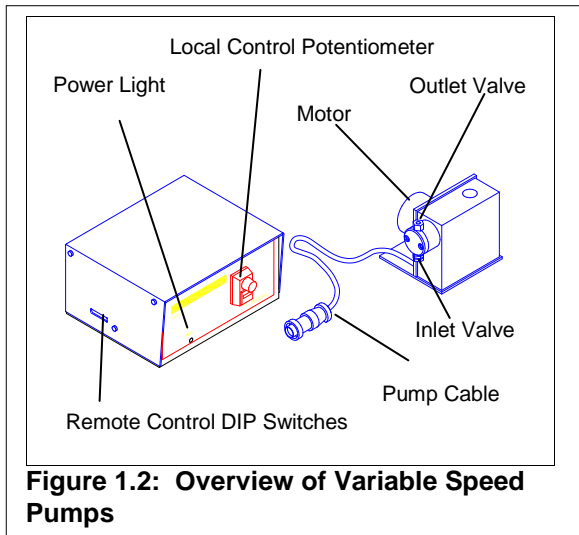 Local Control Potentiometer
Power Light
Outlet Valve
Motor
Inlet Valve
Pump Cable
Remote Control DIP Switches
Figure 1.2: Overview of Variable Speed
Pumps